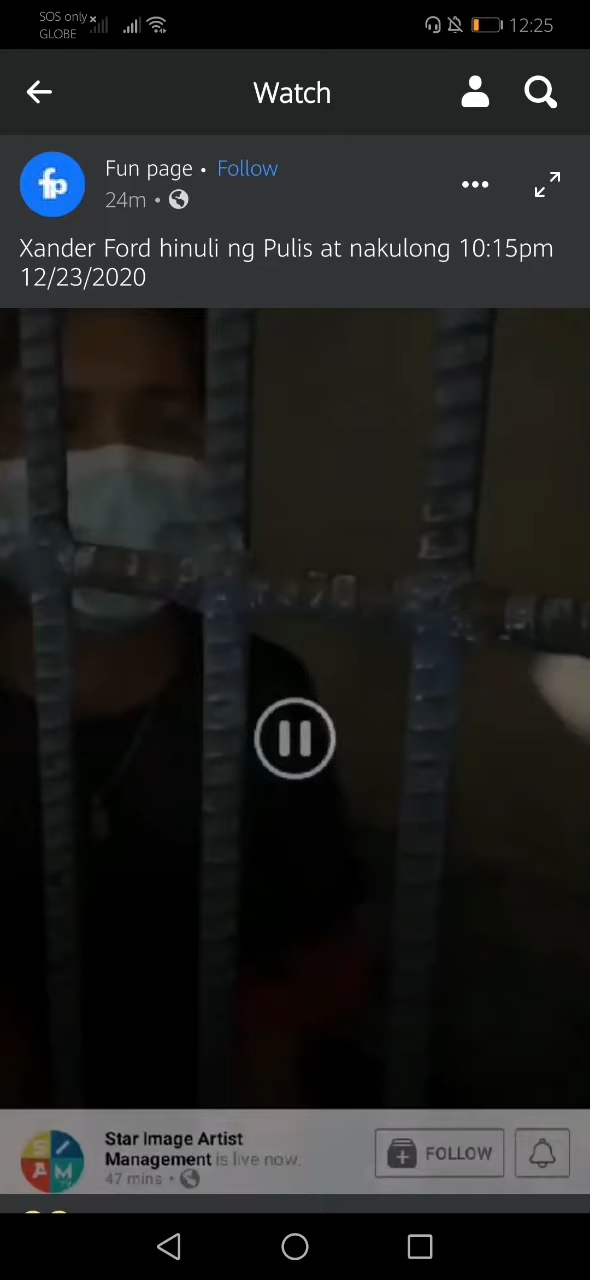 SOS only
GLOBE
12:25
Watch
fp
Fun page • Follow
24m •
Xander Ford hinuli ng Pulis at nakulong 10:15pm
12/23/2020
S I
A M
TV
Star Image Artist
Management is live now.
47 mins •
FOLLOW